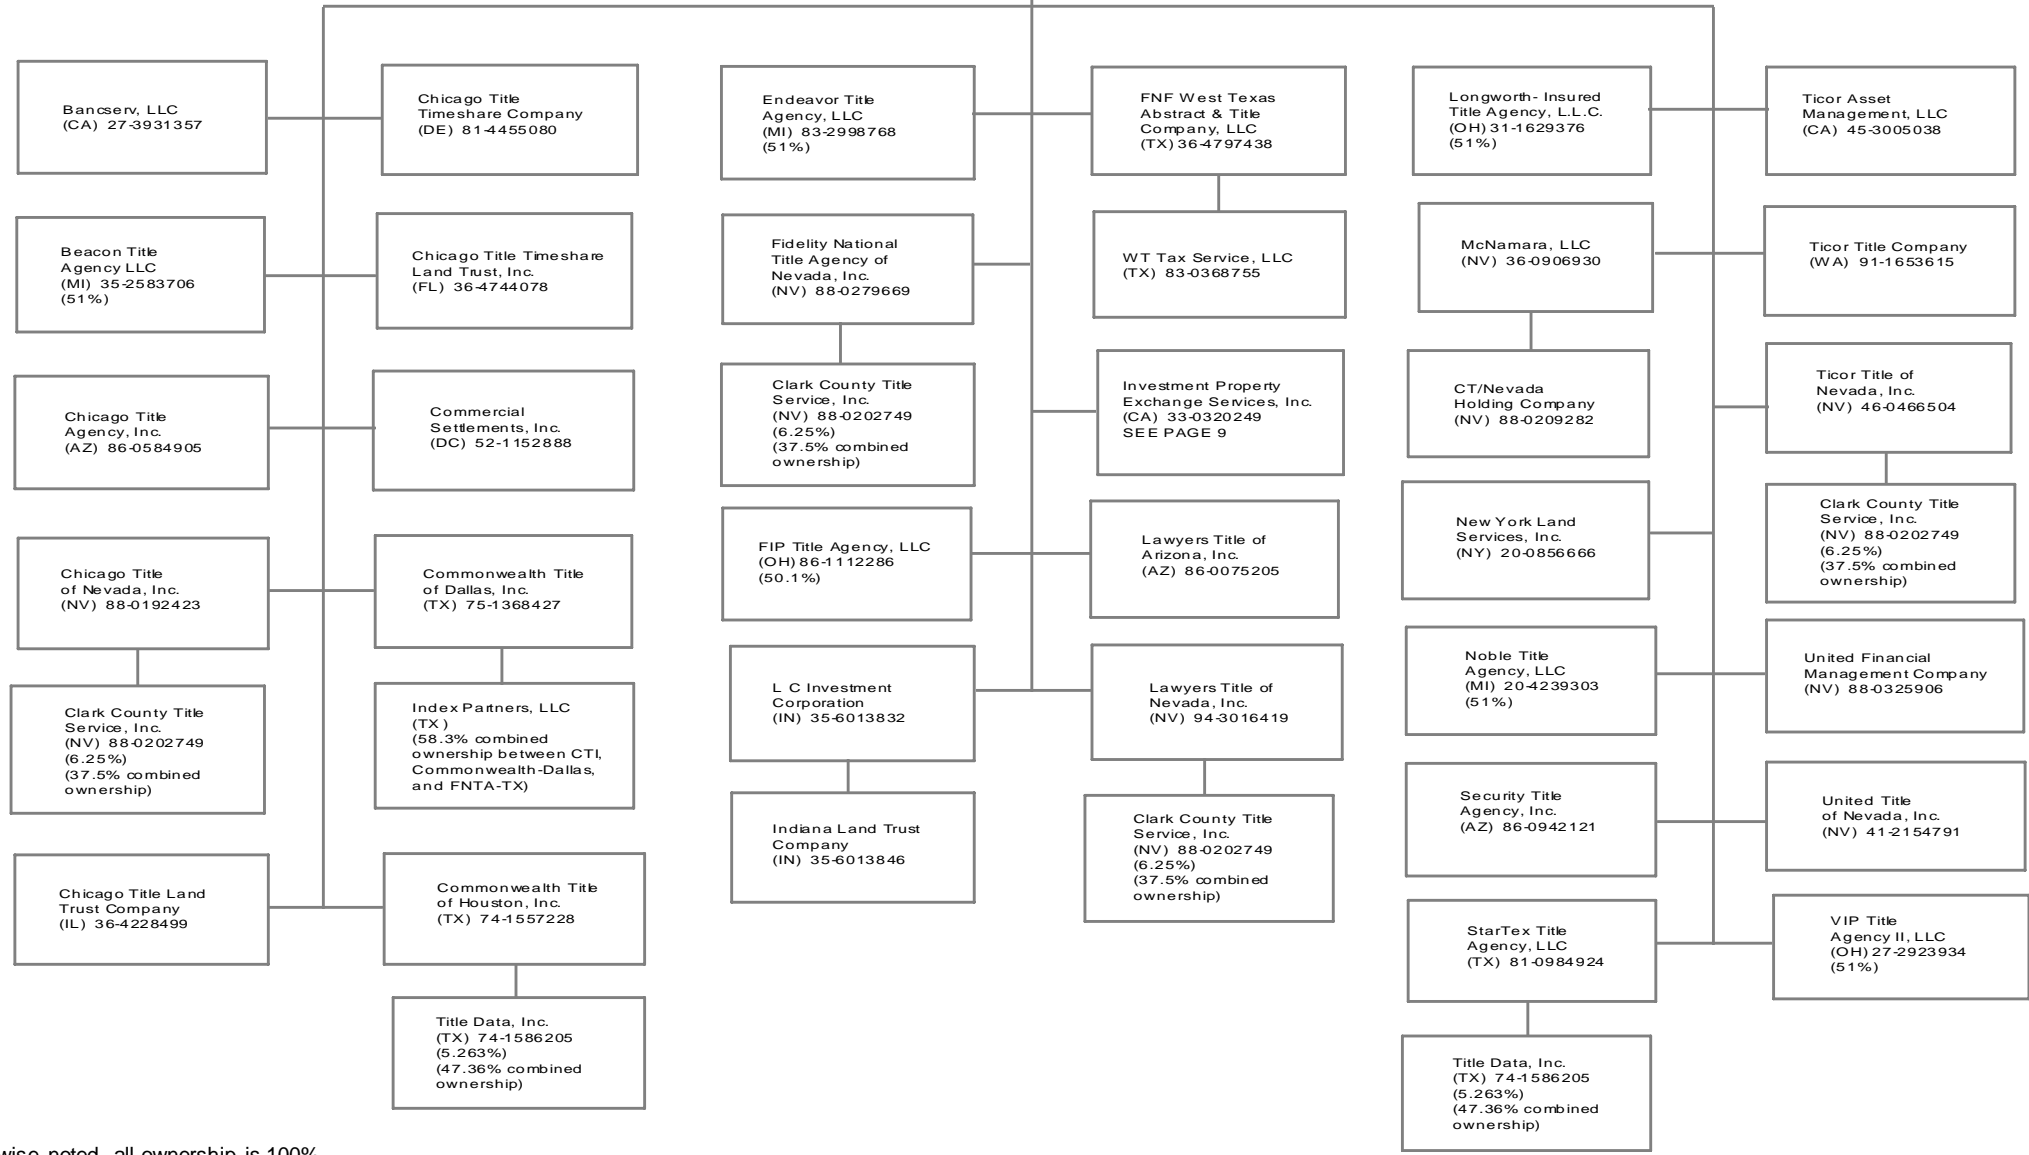 Bancserv, LLC
(CA) 27-3931357
Chicago Title
Timeshare Company
(DE) 81-4455080
Beacon Title
Agency LLC
(MI) 35-2583706
(51%)
Chicago Title Timeshare
Land Trust, Inc.
(FL) 36-4744078
Chicago Title
Agency, Inc.
(AZ) 86-0584905
Commercial
Settlements, Inc.
(DC) 52-1152888
Chicago Title
of Nevada, Inc.
(NV) 88-0192423
Commonwealth Title
of Dallas, Inc.
(TX) 75-1368427
Clark County Title
Service, Inc.
(NV) 88-0202749
(6.25%)
(37.5% combined
ownership)
Index Partners, LLC
(TX)
(58.3% combined
ownership between CTI,
Commonwealth-Dallas,
and FNTA-TX)
Chicago Title Land
Trust Company
(IL) 36-4228499
Commonwealth Title
of Houston, Inc.
(TX) 74-1557228
Title Data, Inc.
(TX) 74-1586205
(5.263%)
(47.36% combined
ownership)
Endeavor Title
Agency, LLC
(MI) 83-2998768
(51%)
FNF West Texas
Abstract & Title
Company, LLC
(TX) 36-4797438
Fidelity National
Title Agency of
Nevada, Inc.
(NV) 88-0279669
WT Tax Service, LLC
(TX) 83-0368755
Clark County Title
Service, Inc.
(NV) 88-0202749
(6.25%)
(37.5% combined
ownership)
Investment Property
Exchange Services, Inc.
(CA) 33-0320249
SEE PAGE 9
FIP Title Agency, LLC
(OH) 86-1112286
(50.1%)
Lawyers Title of
Arizona, Inc.
(AZ) 86-0075205
L C Investment
Corporation
(IN) 35-6013832
Lawyers Title of
Nevada, Inc.
(NV) 94-3016419
Indiana Land Trust
Company
(IN) 35-6013846
Clark County Title
Service, Inc.
(NV) 88-0202749
(6.25%)
(37.5% combined
ownership)
Longworth- Insured
Title Agency, L.L.C.
(OH) 31-1629376
(51%)
Ticor Asset
Management, LLC
(CA) 45-3005038
McNamara, LLC
(NV) 36-0906930
Ticor Title Company
(WA) 91-1653615
CT/Nevada
Holding Company
(NV) 88-0209282
Ticor Title of
Nevada, Inc.
(NV) 46-0466504
New York Land
Services, Inc.
(NY) 20-0856666
Clark County Title
Service, Inc.
(NV) 88-0202749
(6.25%)
(37.5% combined
ownership)
Noble Title
Agency, LLC
(MI) 20-4239303
(51%)
United Financial
Management Company
(NV) 88-0325906
Security Title
Agency, Inc.
(AZ) 86-0942121
United Title
of Nevada, Inc.
(NV) 41-2154791
StarTex Title
Agency, LLC
(TX) 81-0984924
VIP Title
Agency II, LLC
(OH) 27-2923934
(51%)
Title Data, Inc.
(TX) 74-1586205
(5.263%)
(47.36% combined
ownership)
wise noted, all ownership is 100%